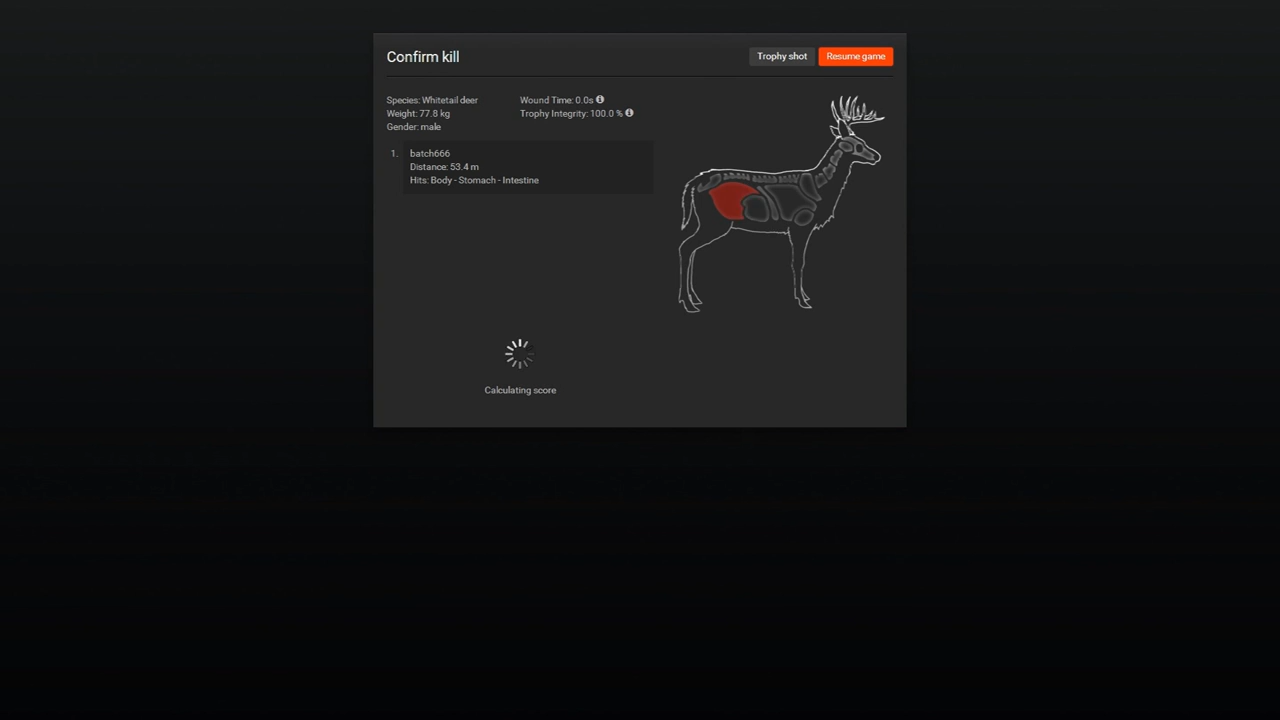 Confirm kill
Trophy shot
Resume game
Species: Whitetail deer
Weight: 77.8 kg
Gender: male
Wound Time: 0.0s
Trophy Integrity: 100.0 %
1.
batch666
Distance: 53.4 m
Hits: Body - Stomach - Intestine
Calculating score